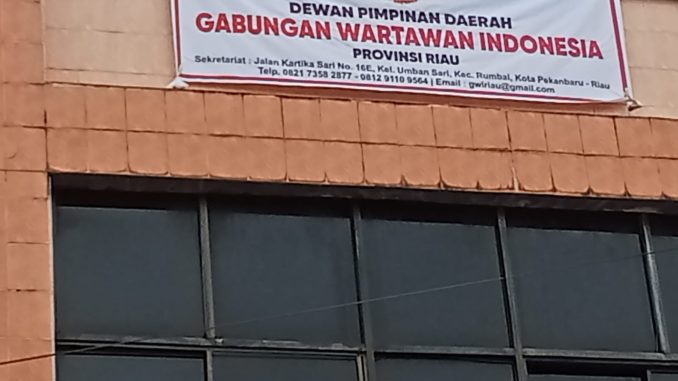 DEWAN PIMPINAN DAERAH
GABUNGAN WARTAWAN INDONESIA
PROVINSI RIAU
Sekretariat : Jalan Kartika Sari No. 16E, Kel. Umban Sari, Kec. Rumbai, Kota Pekanbaru - Riau
Telp. 0821 7358 2877 - 0812 9110 9564 | Email : gwiriau@gmail.com